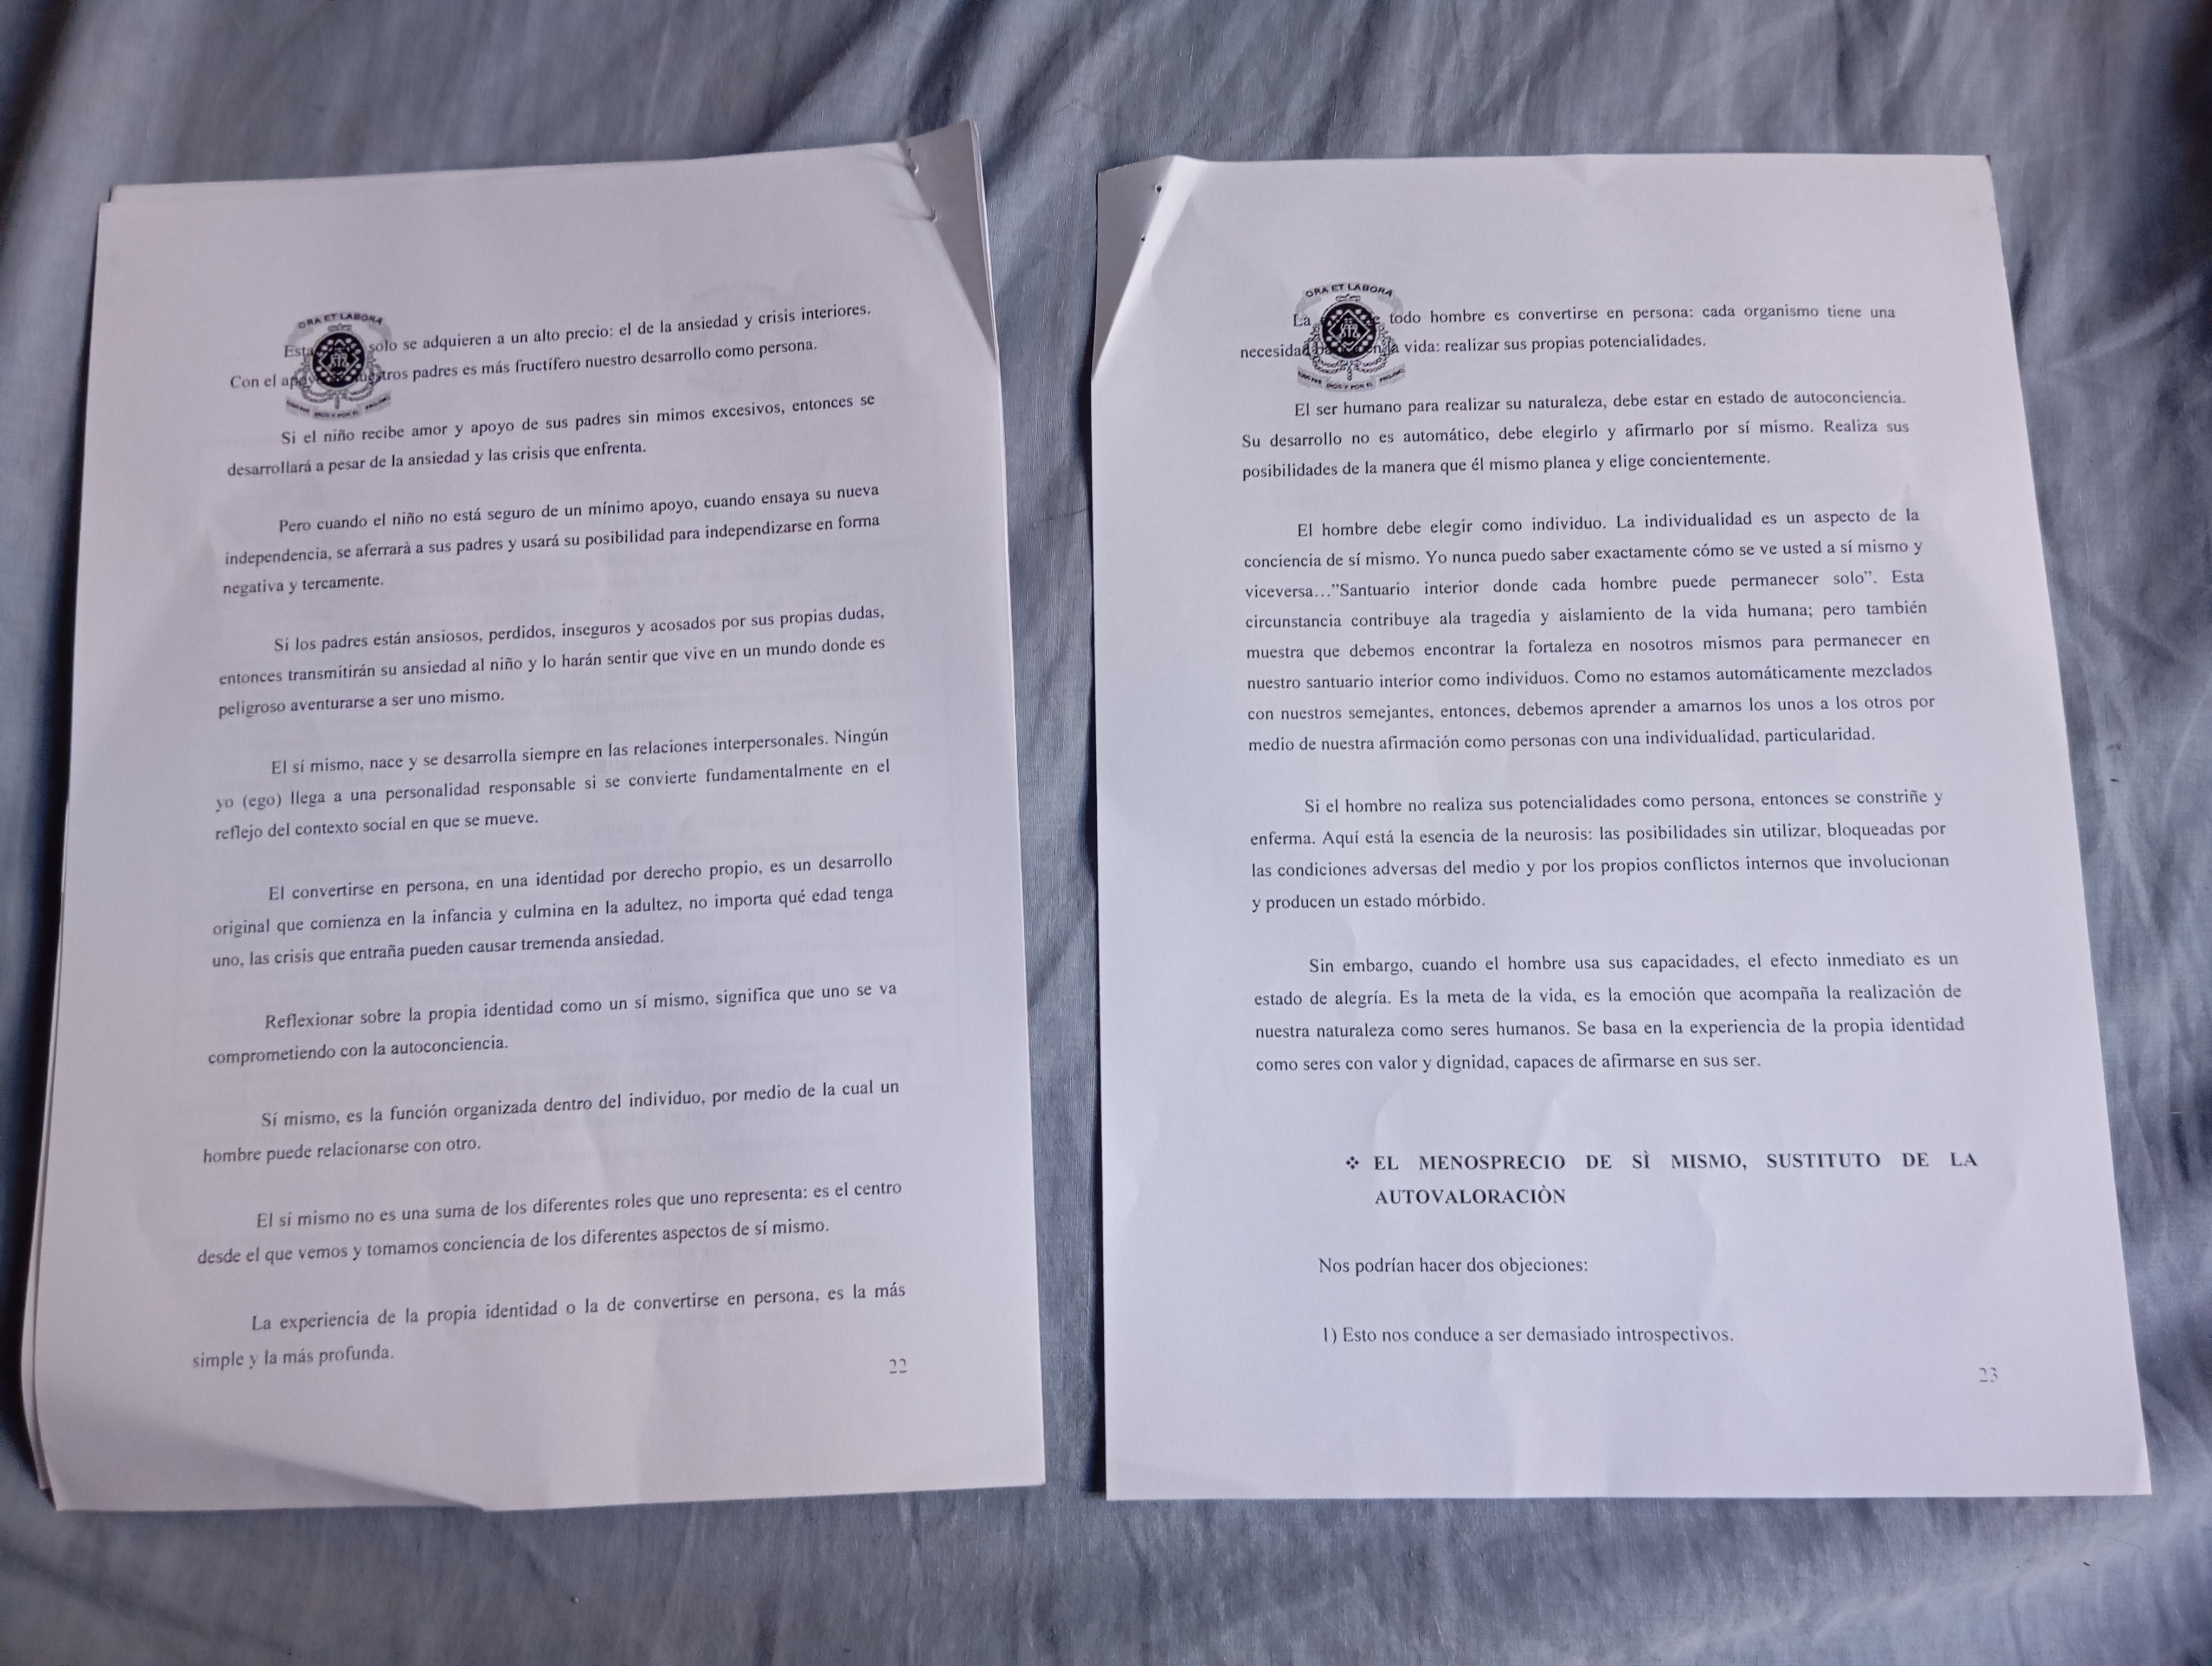 ORA ET LABORA
solo se adquieren a un alto precio: el de la ansiedad y crisis interiores.
Con el padres es más fructífero nuestro desarrollo como persona.
Si el niño recibe amor y apoyo de sus padres sin mimos excesivos, entonces se
desarrollará a pesar de la ansiedad y las crisis que enfrenta.
Pero cuando el niño no está seguro de un mínimo apoyo, cuando ensaya su nueva
independencia, se aferrarà a sus padres y usará su posibilidad para independizarse en forma
negativa y tercamente.
Si los padres están ansiosos, perdidos, inseguros y acosados por sus propias dudas,
entonces transmitirán su ansiedad al niño y lo harán sentir que vive en un mundo donde es
peligroso aventurarse a ser uno mismo.
El sí mismo, nace y se desarrolla siempre en las relaciones interpersonales. Ningún
yo (ego) llega a una personalidad responsable si se convierte fundamentalmente en el
reflejo del contexto social en que se mueve.
El convertirse en persona, en una identidad por derecho propio, es un desarrollo
original que comienza en la infancia y culmina en la adultez, no importa qué edad tenga
uno, las crisis que entraña pueden causar tremenda ansiedad.
Reflexionar sobre la propia identidad como un sí mismo, significa que uno se va
comprometiendo con la autoconciencia.
Sí mismo, es la función organizada dentro del individuo, por medio de la cual un
hombre puede relacionarse con otro.
El sí mismo no es una suma de los diferentes roles que uno representa: es el centro
desde el que vemos y tomamos conciencia de los diferentes aspectos de sí mismo.
La experiencia de la propia identidad o la de convertirse en persona, es la más
simple y la más profunda.
22
ORA ET LABORA
La todo hombre es convertirse en persona: cada organismo tiene una
necesidad la vida: realizar sus propias potencialidades.
El ser humano para realizar su naturaleza, debe estar en estado de autoconciencia.
Su desarrollo no es automático, debe elegirlo y afirmarlo por sí mismo. Realiza sus
posibilidades de la manera que él mismo planea y elige concientemente.
El hombre debe elegir como individuo. La individualidad es un aspecto de la
conciencia de sí mismo. Yo nunca puedo saber exactamente cómo se ve usted a sí mismo y
viceversa…”Santuario interior donde cada hombre puede permanecer solo”. Esta
circunstancia contribuye ala tragedia y aislamiento de la vida humana; pero también
muestra que debemos encontrar la fortaleza en nosotros mismos para permanecer en
nuestro santuario interior como individuos. Como no estamos automáticamente mezclados
con nuestros semejantes, entonces, debemos aprender a amarnos los unos a los otros por
medio de nuestra afirmación como personas con una individualidad, particularidad.
Si el hombre no realiza sus potencialidades como persona, entonces se constriñe y
enferma. Aquí está la esencia de la neurosis: las posibilidades sin utilizar, bloqueadas por
las condiciones adversas del medio y por los propios conflictos internos que involucionan
y producen un estado mórbido.
Sin embargo, cuando el hombre usa sus capacidades, el efecto inmediato es un
estado de alegría. Es la meta de la vida, es la emoción que acompaña la realización de
nuestra naturaleza como seres humanos. Se basa en la experiencia de la propia identidad
como seres con valor y dignidad, capaces de afirmarse en sus ser.
❖ EL MENOSPRECIO DE SÌ MISMO, SUSTITUTO DE LA
AUTOVALORACIÒN
Nos podrían hacer dos objeciones:
1) Esto nos conduce a ser demasiado introspectivos.
23